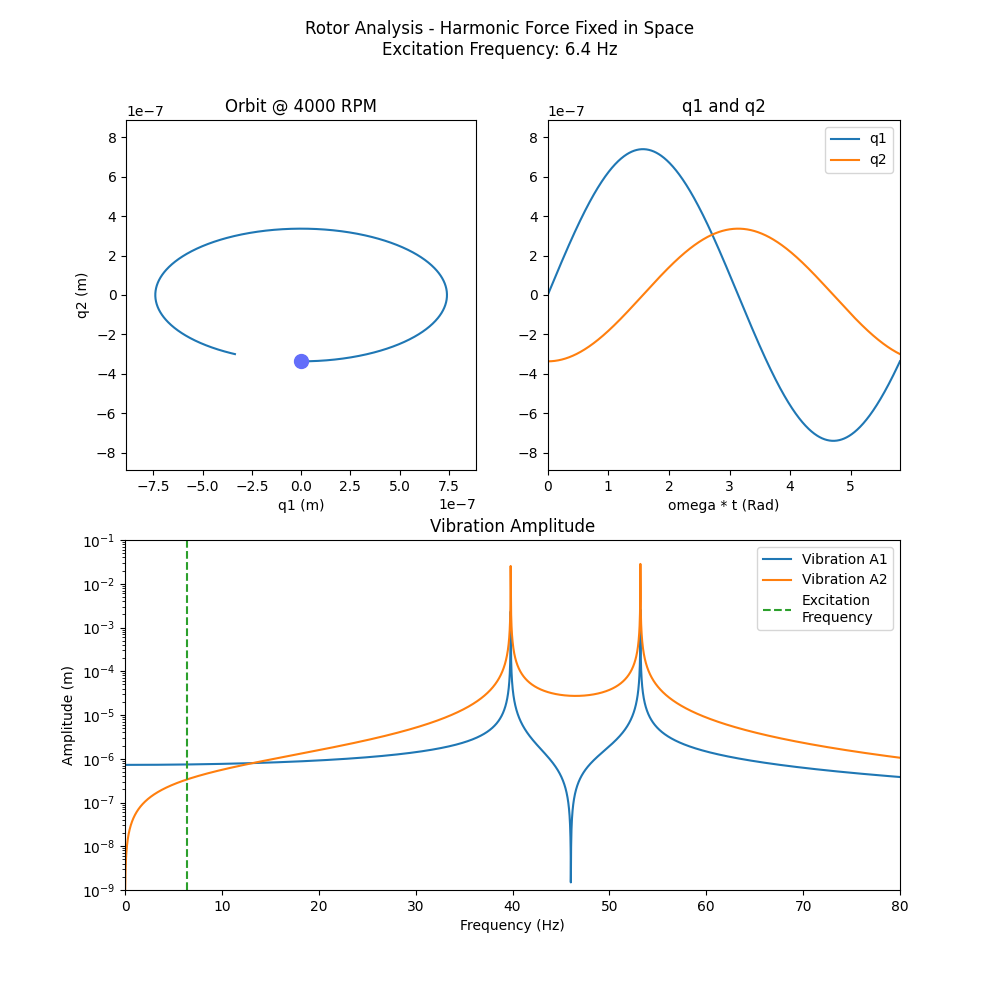 Rotor Analysis - Harmonic Force Fixed in Space
Excitation Frequency: 6.4 Hz
Orbit @ 4000 RPM
1e−7
8
6
4
2
0
−2
−4
−6
−8
q2 (m)
−7.5 −5.0 −2.5 0.0 2.5 5.0 7.5
1e−7
q1 (m)
q1 and q2
1e−7
q1
q2
8
6
4
2
0
−2
−4
−6
−8
0 1 2 3 4 5
omega * t (Rad)
Vibration Amplitude
Vibration A1
Vibration A2
Excitation
Frequency
10⁻¹
10⁻²
10⁻³
10⁻⁴
10⁻⁵
10⁻⁶
10⁻⁷
10⁻⁸
10⁻⁹
Amplitude (m)
0 10 20 30 40 50 60 70 80
Frequency (Hz)